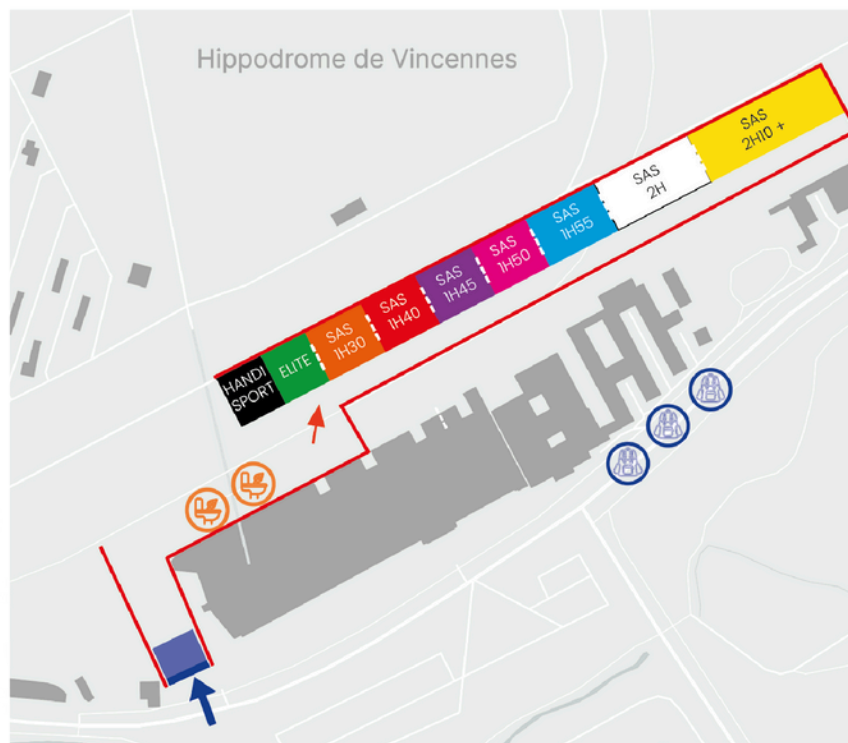 Hippodrome de Vincennes
HANDI
SPORT
ELITE
SAS
1H30
SAS
1H40
SAS
1H45
SAS
1H50
SAS
1H55
SAS
2H
SAS
2H10 +